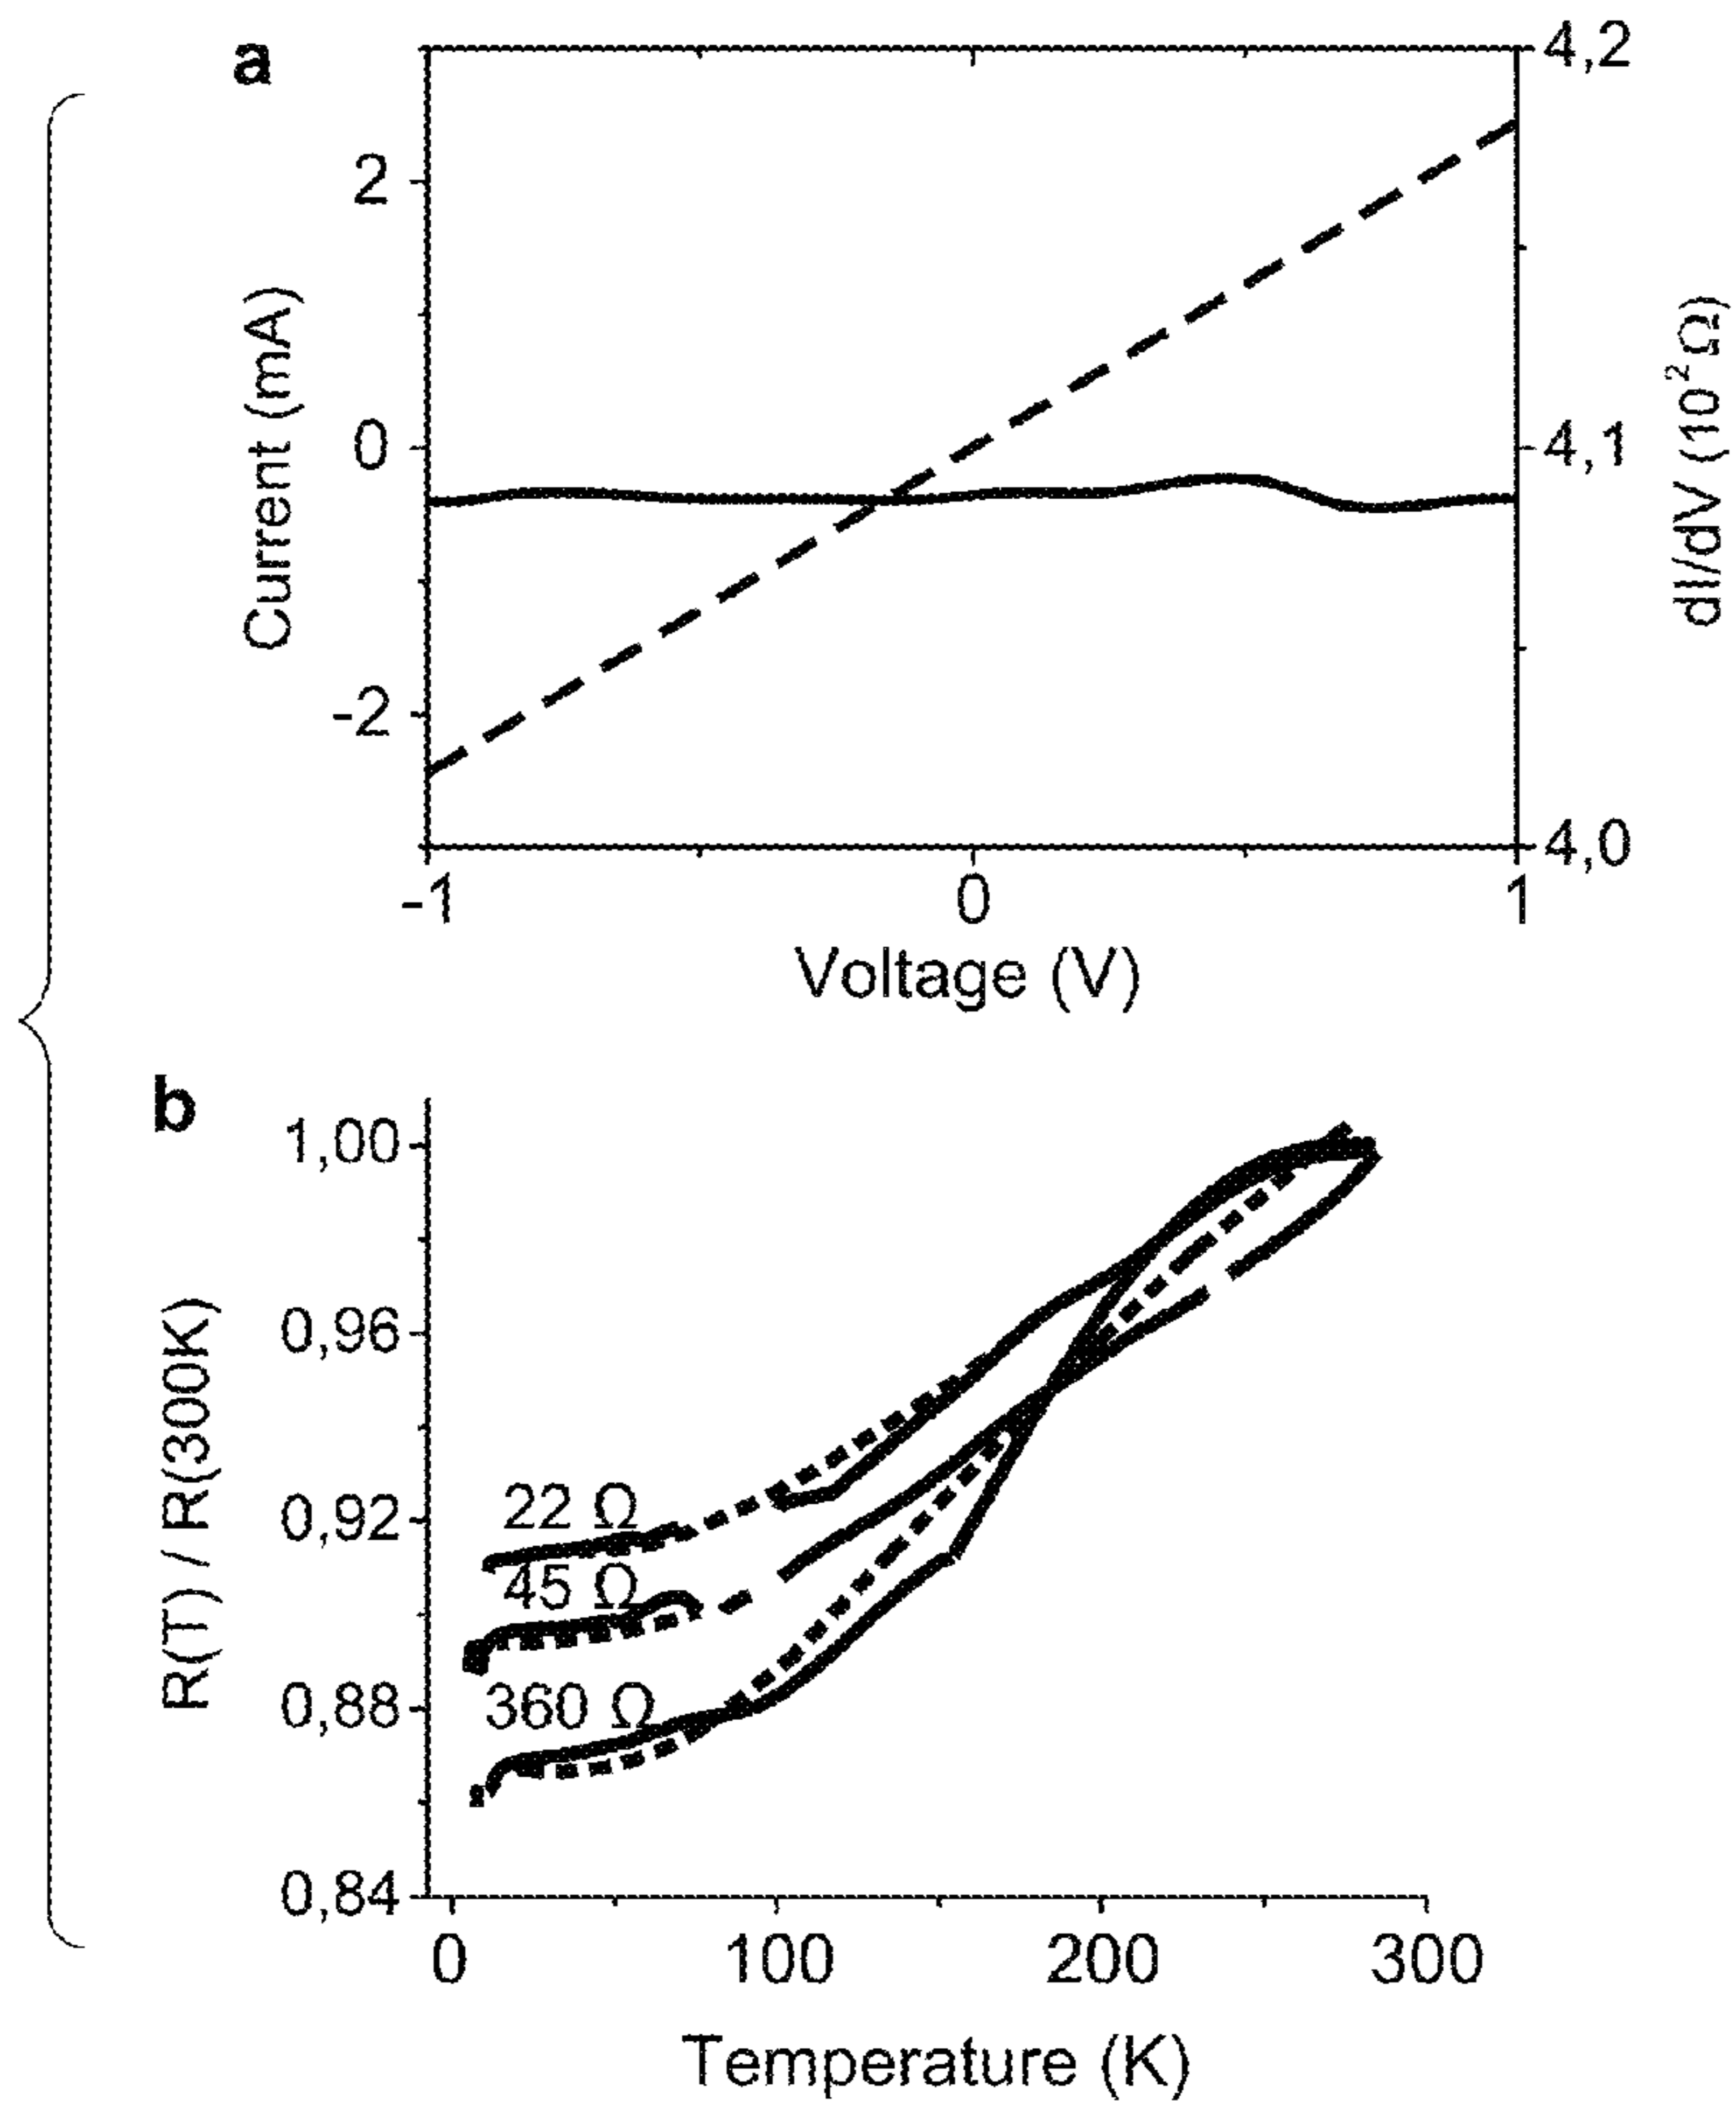 a
4,2
2
Current (mA)
0
4,1
dI/dV (10² Ω)
-2
4,0
-1
0
1
Voltage (V)
b
1,00
0,96
R(T) / R(300K)
0,92
22 Ω
45 Ω
0,88
360 Ω
0,84
0
100
200
300
Temperature (K)